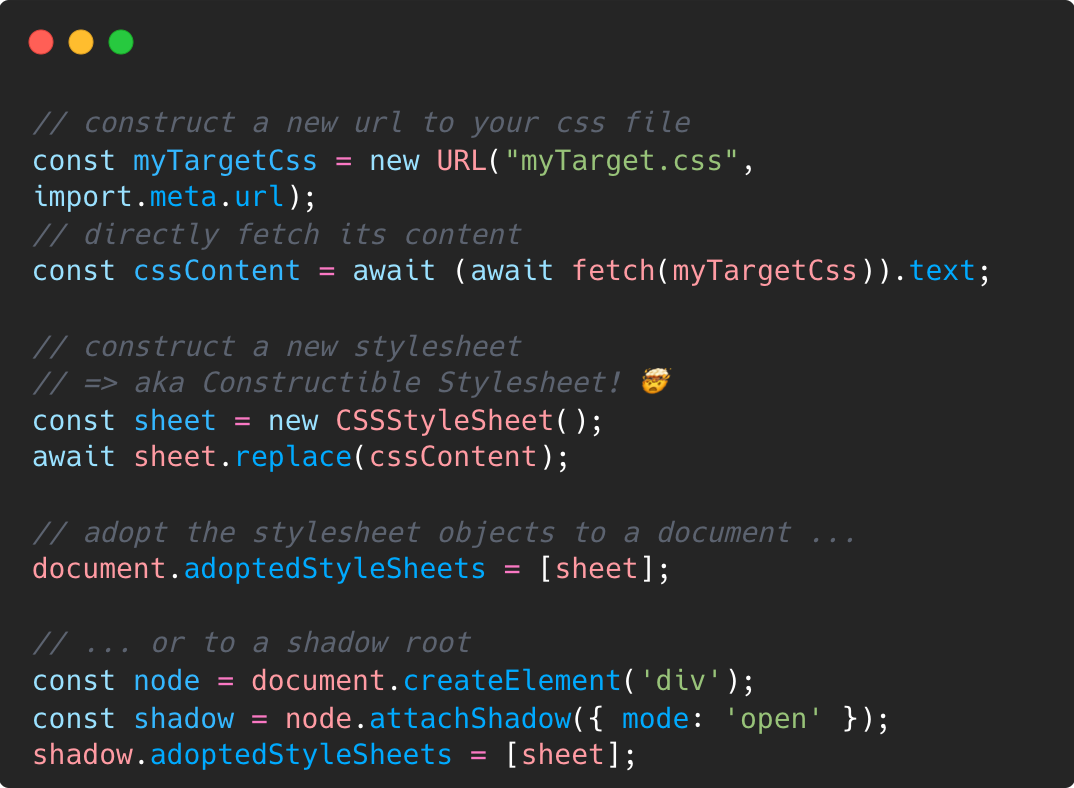 // construct a new url to your css file
const myTargetCss = new URL("myTarget.css",
import.meta.url);
// directly fetch its content
const cssContent = await (await fetch(myTargetCss)).text;
// construct a new stylesheet
// => aka Constructible Stylesheet! 🤯
const sheet = new CSSStyleSheet();
await sheet.replace(cssContent);
// adopt the stylesheet objects to a document ...
document.adoptedStyleSheets = [sheet];
// ... or to a shadow root
const node = document.createElement('div');
const shadow = node.attachShadow({ mode: 'open' });
shadow.adoptedStyleSheets = [sheet];